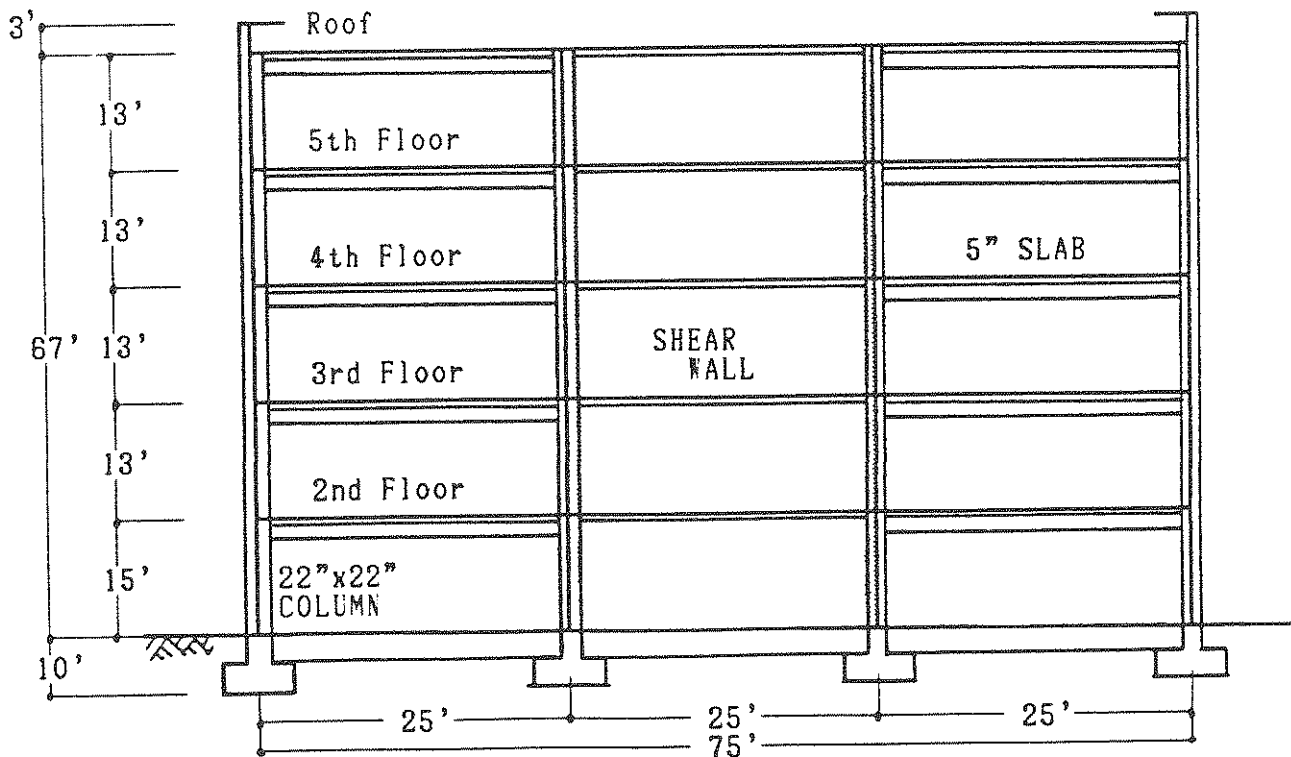 3'
Roof
13'
5th Floor
13'
4th Floor
5" SLAB
67'
13'
3rd Floor
SHEAR
WALL
13'
2nd Floor
15'
22"x22"
COLUMN
10'
25'
25'
25'
75'